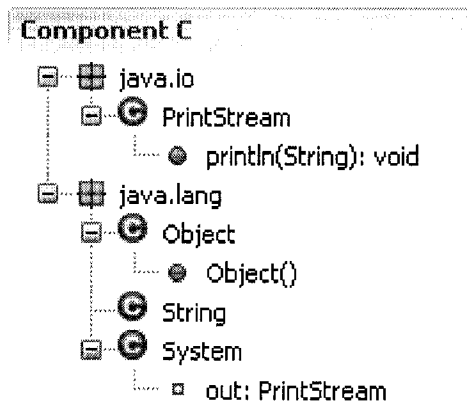 Component C
java.io
PrintStream
println(String): void
java.lang
Object
Object()
String
System
out: PrintStream